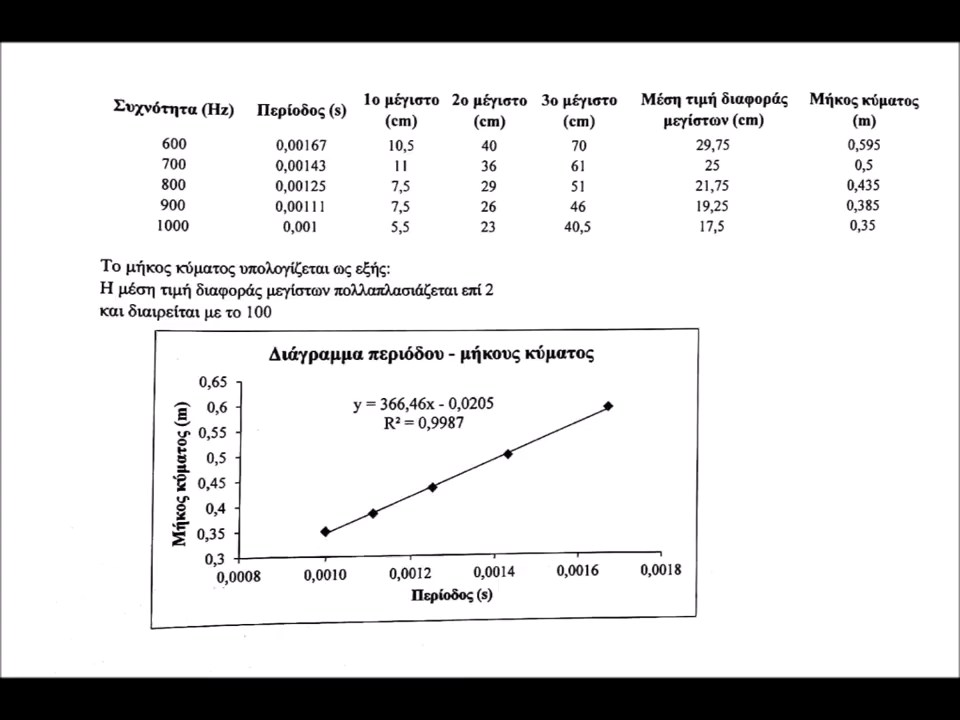 Συχνότητα (Hz) Περίοδος (s) 1ο μέγιστο (cm) 2ο μέγιστο (cm) 3ο μέγιστο (cm) Μέση τιμή διαφοράς μεγίστων (cm) Μήκος κύματος (m)
600 0,00167 10,5 40 70 29,75 0,595
700 0,00143 11 36 61 25 0,5
800 0,00125 7,5 29 51 21,75 0,435
900 0,00111 7,5 26 46 19,25 0,385
1000 0,001 5,5 23 40,5 17,5 0,35
Το μήκος κύματος υπολογίζεται ως εξής:
Η μέση τιμή διαφοράς μεγίστων πολλαπλασιάζεται επί 2
και διαιρείται με το 100
Διάγραμμα περιόδου - μήκους κύματος
y = 366,46x - 0,0205
R² = 0,9987
Μήκος κύματος (m)
0,65
0,6
0,55
0,5
0,45
0,4
0,35
0,3
0,0008 0,0010 0,0012 0,0014 0,0016 0,0018
Περίοδος (s)